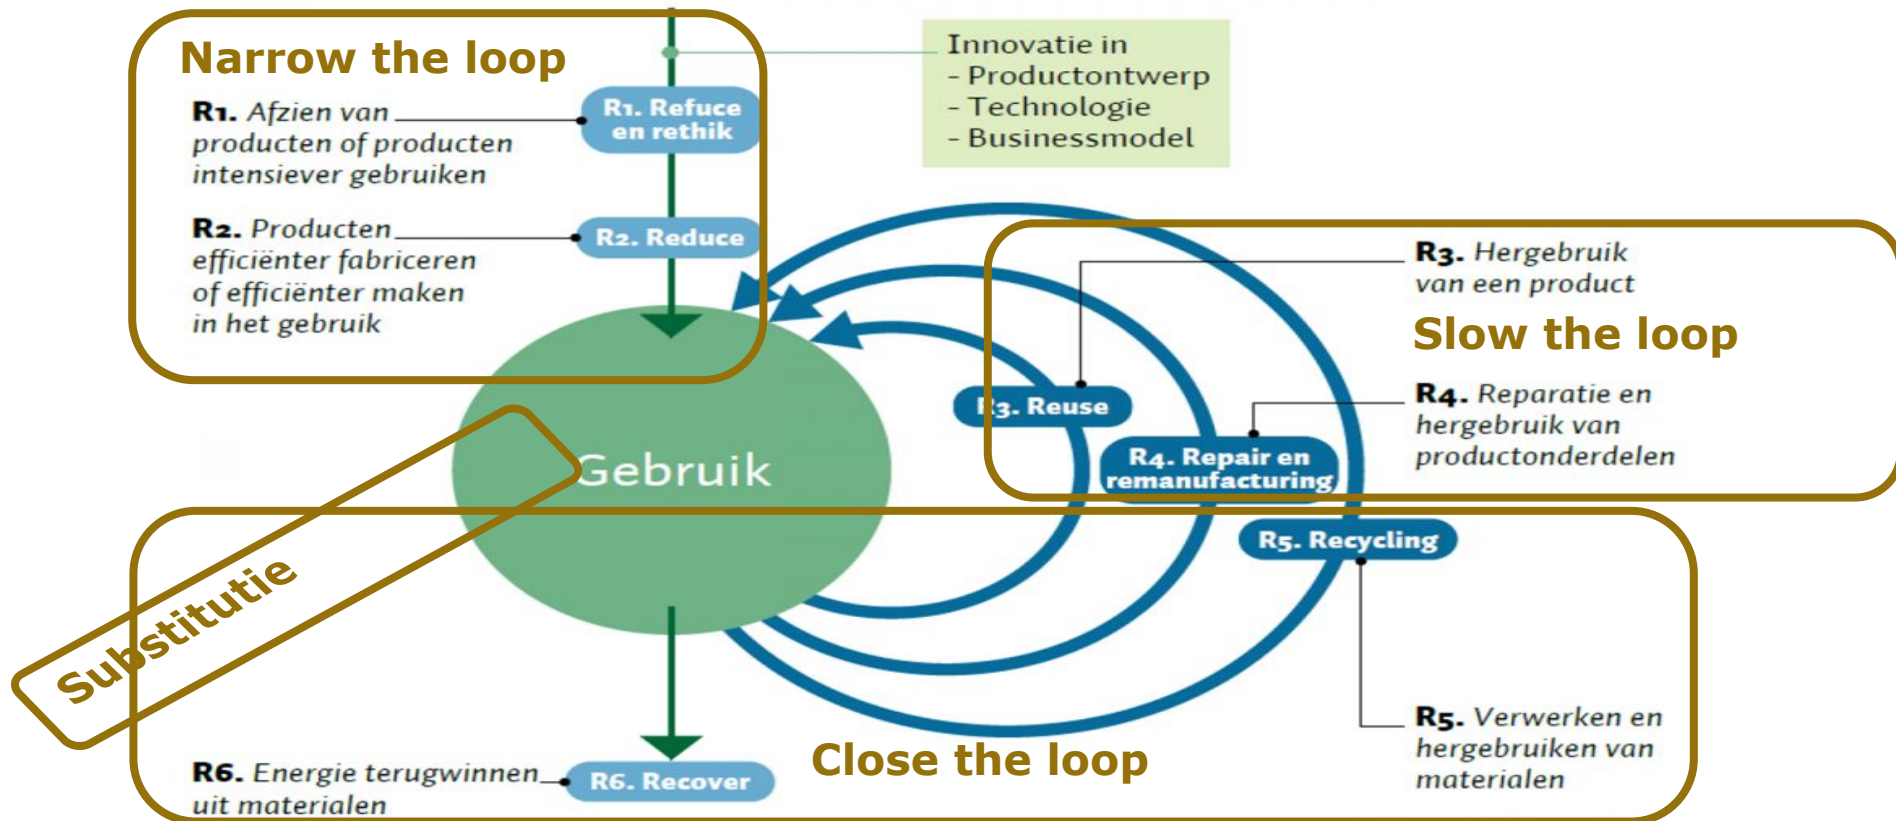 Narrow the loop
R1. Afzien van
producten of producten
intensiever gebruiken
R1. Refuce
en rethik
Innovatie in
- Productontwerp
- Technologie
- Businessmodel
R2. Producten
efficiënter fabriceren
of efficiënter maken
in het gebruik
R2. Reduce
R3. Hergebruik
van een product
Slow the loop
R3. Reuse
R4. Reparatie en
hergebruik van
productonderdelen
R4. Repair en
remanufacturing
Gebruik
R5. Recycling
Substitutie
R5. Verwerken en
hergebruiken van
materialen
Close the loop
R6. Energie terugwinnen
uit materialen
R6. Recover